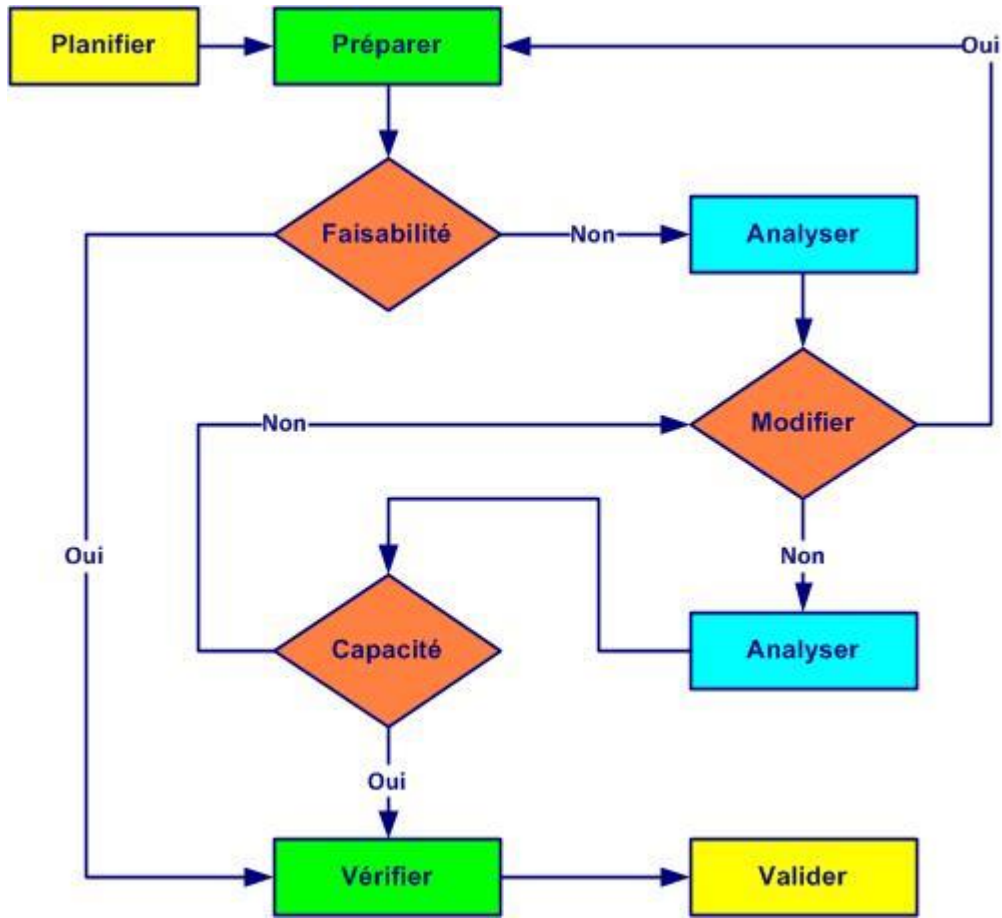 Planifier
Préparer
Oui
Faisabilité
Non
Analyser
Non
Modifier
Oui
Non
Capacité
Analyser
Oui
Vérifier
Valider